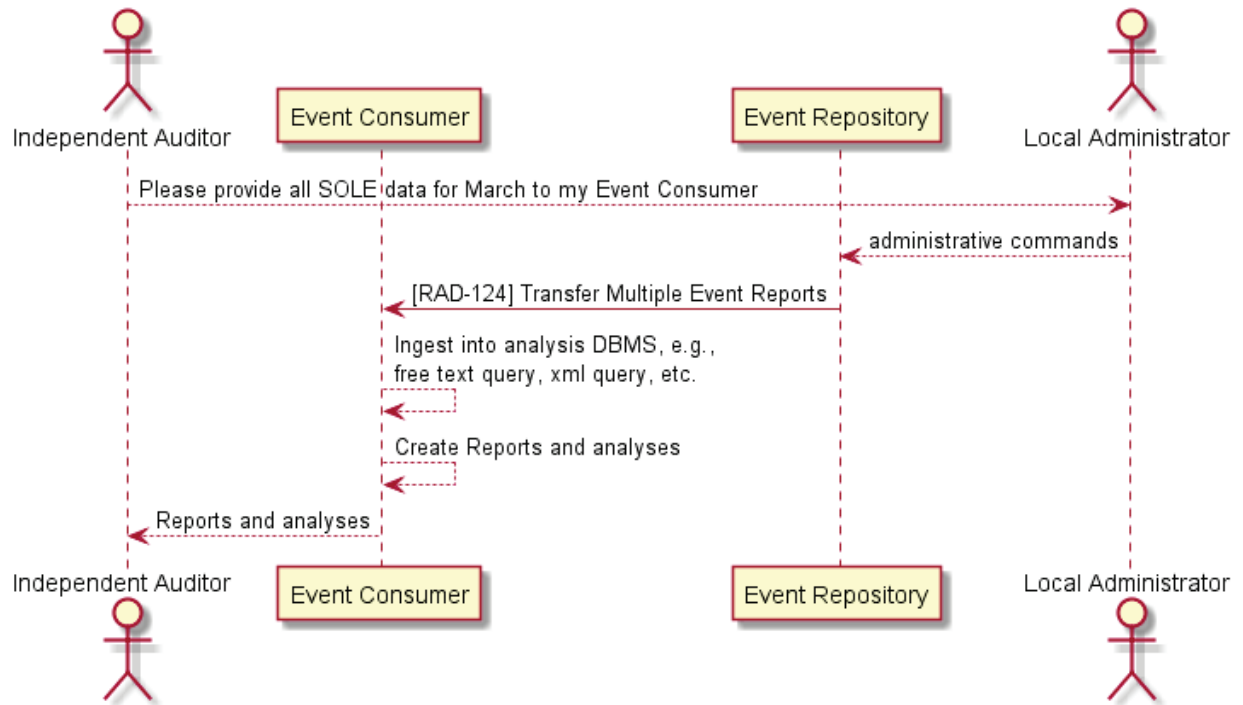 Independent Auditor
Event Consumer
Event Repository
Local Administrator
Please provide all SOLE data for March to my Event Consumer
administrative commands
[RAD-124] Transfer Multiple Event Reports
Ingest into analysis DBMS, e.g.,
free text query, xml query, etc.
Create Reports and analyses
Reports and analyses
Independent Auditor
Event Consumer
Event Repository
Local Administrator